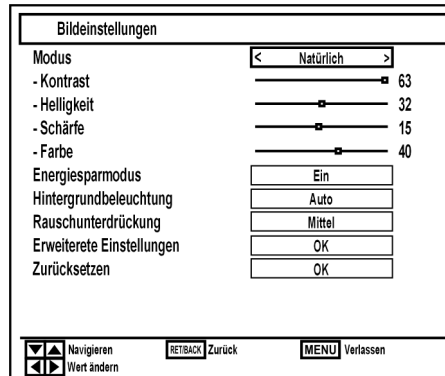 Bildeinstellungen
Modus < Natürlich >
- Kontrast 63
- Helligkeit 32
- Schärfe 15
- Farbe 40
Energiesparmodus Ein
Hintergrundbeleuchtung Auto
Rauschunterdrückung Mittel
Erweiterete Einstellungen OK
Zurücksetzen OK
Navigieren RET/BACK Zurück MENU Verlassen
Wert ändern